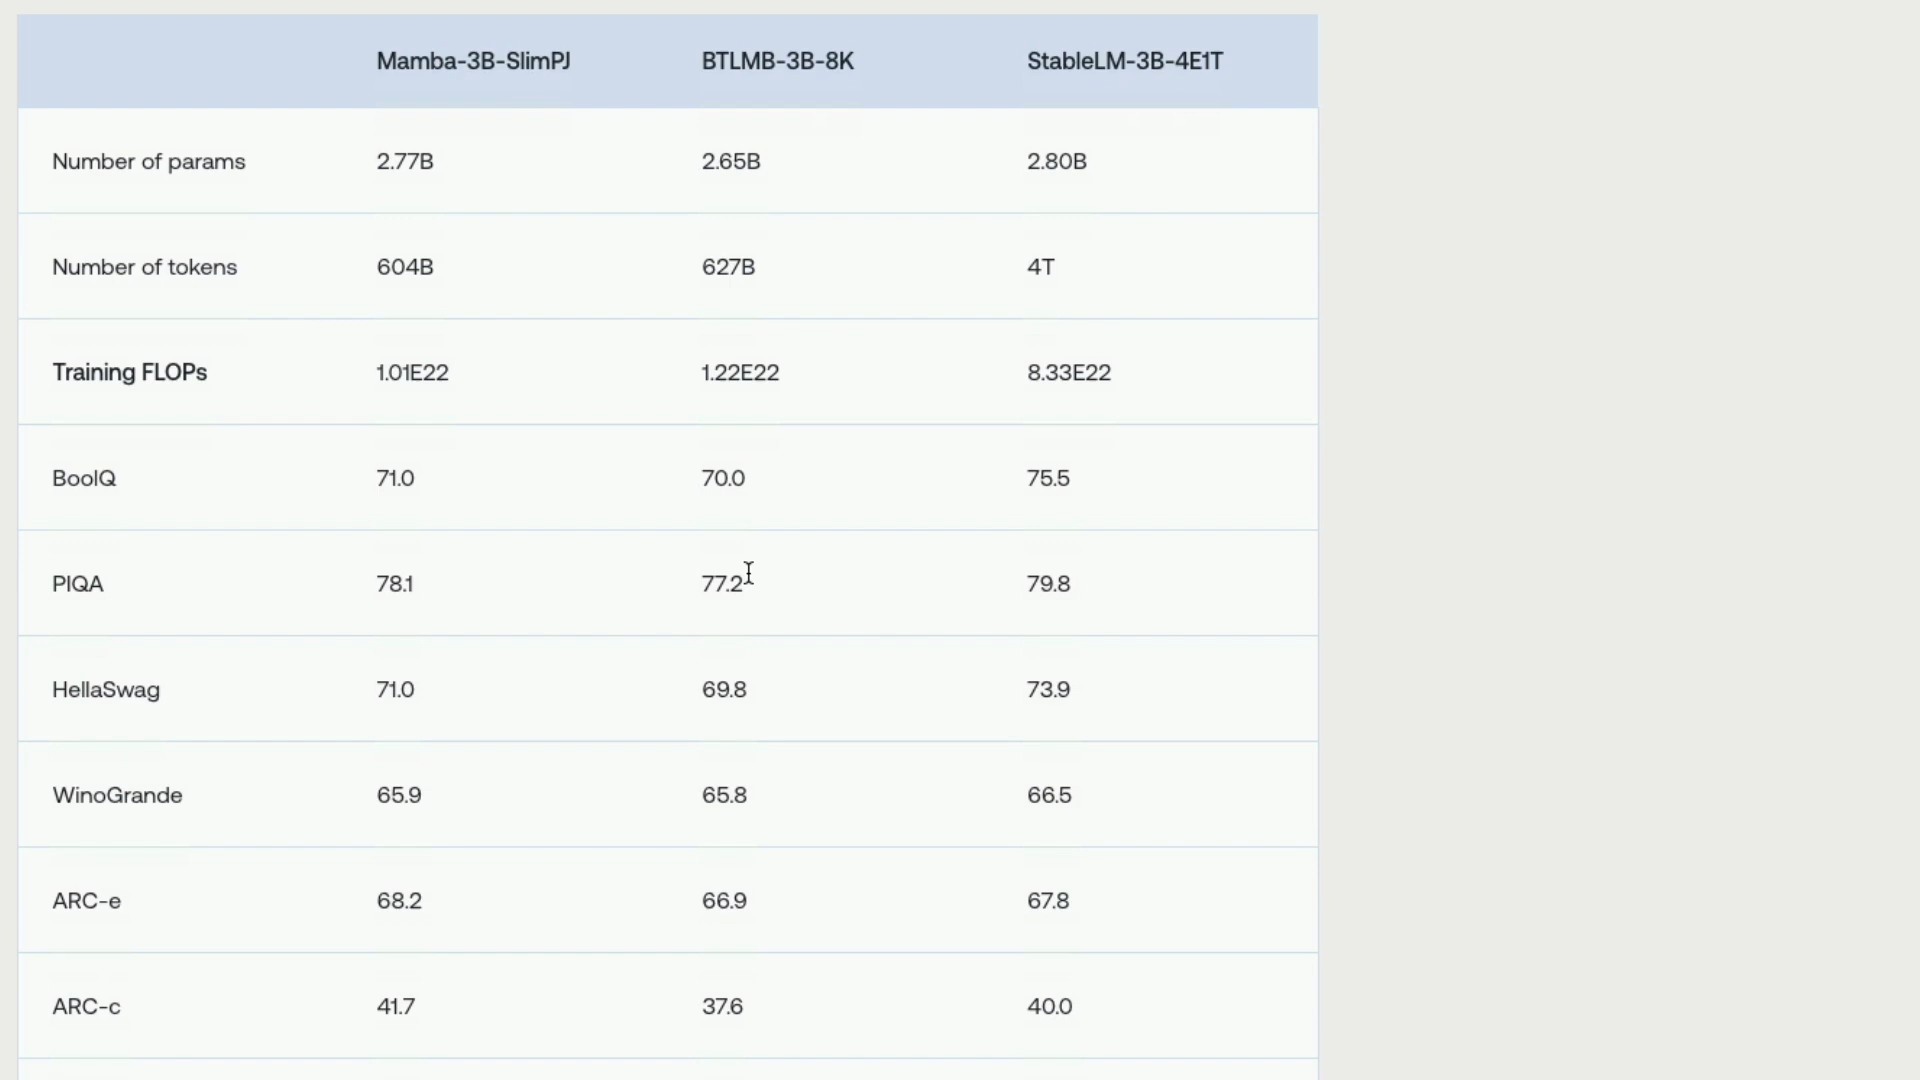 Mamba-3B-SlimPJ BTLMB-3B-8K StableLM-3B-4E1T
Number of params 2.77B 2.65B 2.80B
Number of tokens 604B 627B 4T
Training FLOPs 1.01E22 1.22E22 8.33E22
BoolQ 71.0 70.0 75.5
PIQA 78.1 77.2 79.8
HellaSwag 71.0 69.8 73.9
WinoGrande 65.9 65.8 66.5
ARC-e 68.2 66.9 67.8
ARC-c 41.7 37.6 40.0